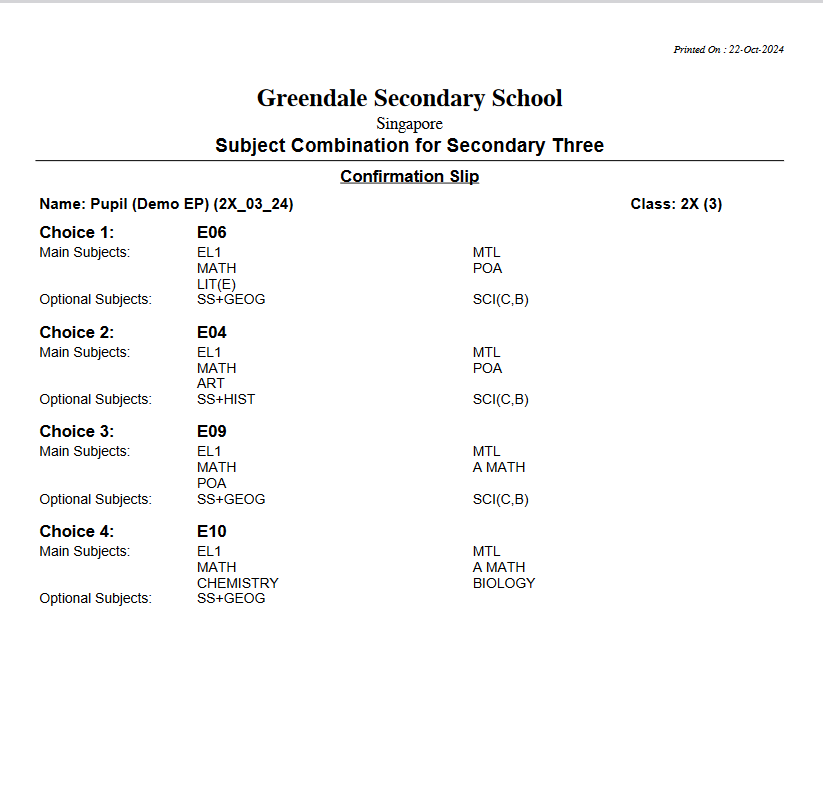 Printed On : 22-Oct-2024
Greendale Secondary School
Singapore
Subject Combination for Secondary Three
Confirmation Slip
Name: Pupil (Demo EP) (2X_03_24) Class: 2X (3)
Choice 1: E06
Main Subjects: EL1 MTL
MATH POA
LIT(E)
Optional Subjects: SS+GEOG SCI(C,B)
Choice 2: E04
Main Subjects: EL1 MTL
MATH POA
ART
Optional Subjects: SS+HIST SCI(C,B)
Choice 3: E09
Main Subjects: EL1 MTL
MATH A MATH
POA
Optional Subjects: SS+GEOG SCI(C,B)
Choice 4: E10
Main Subjects: EL1 MTL
MATH A MATH
CHEMISTRY BIOLOGY
Optional Subjects: SS+GEOG